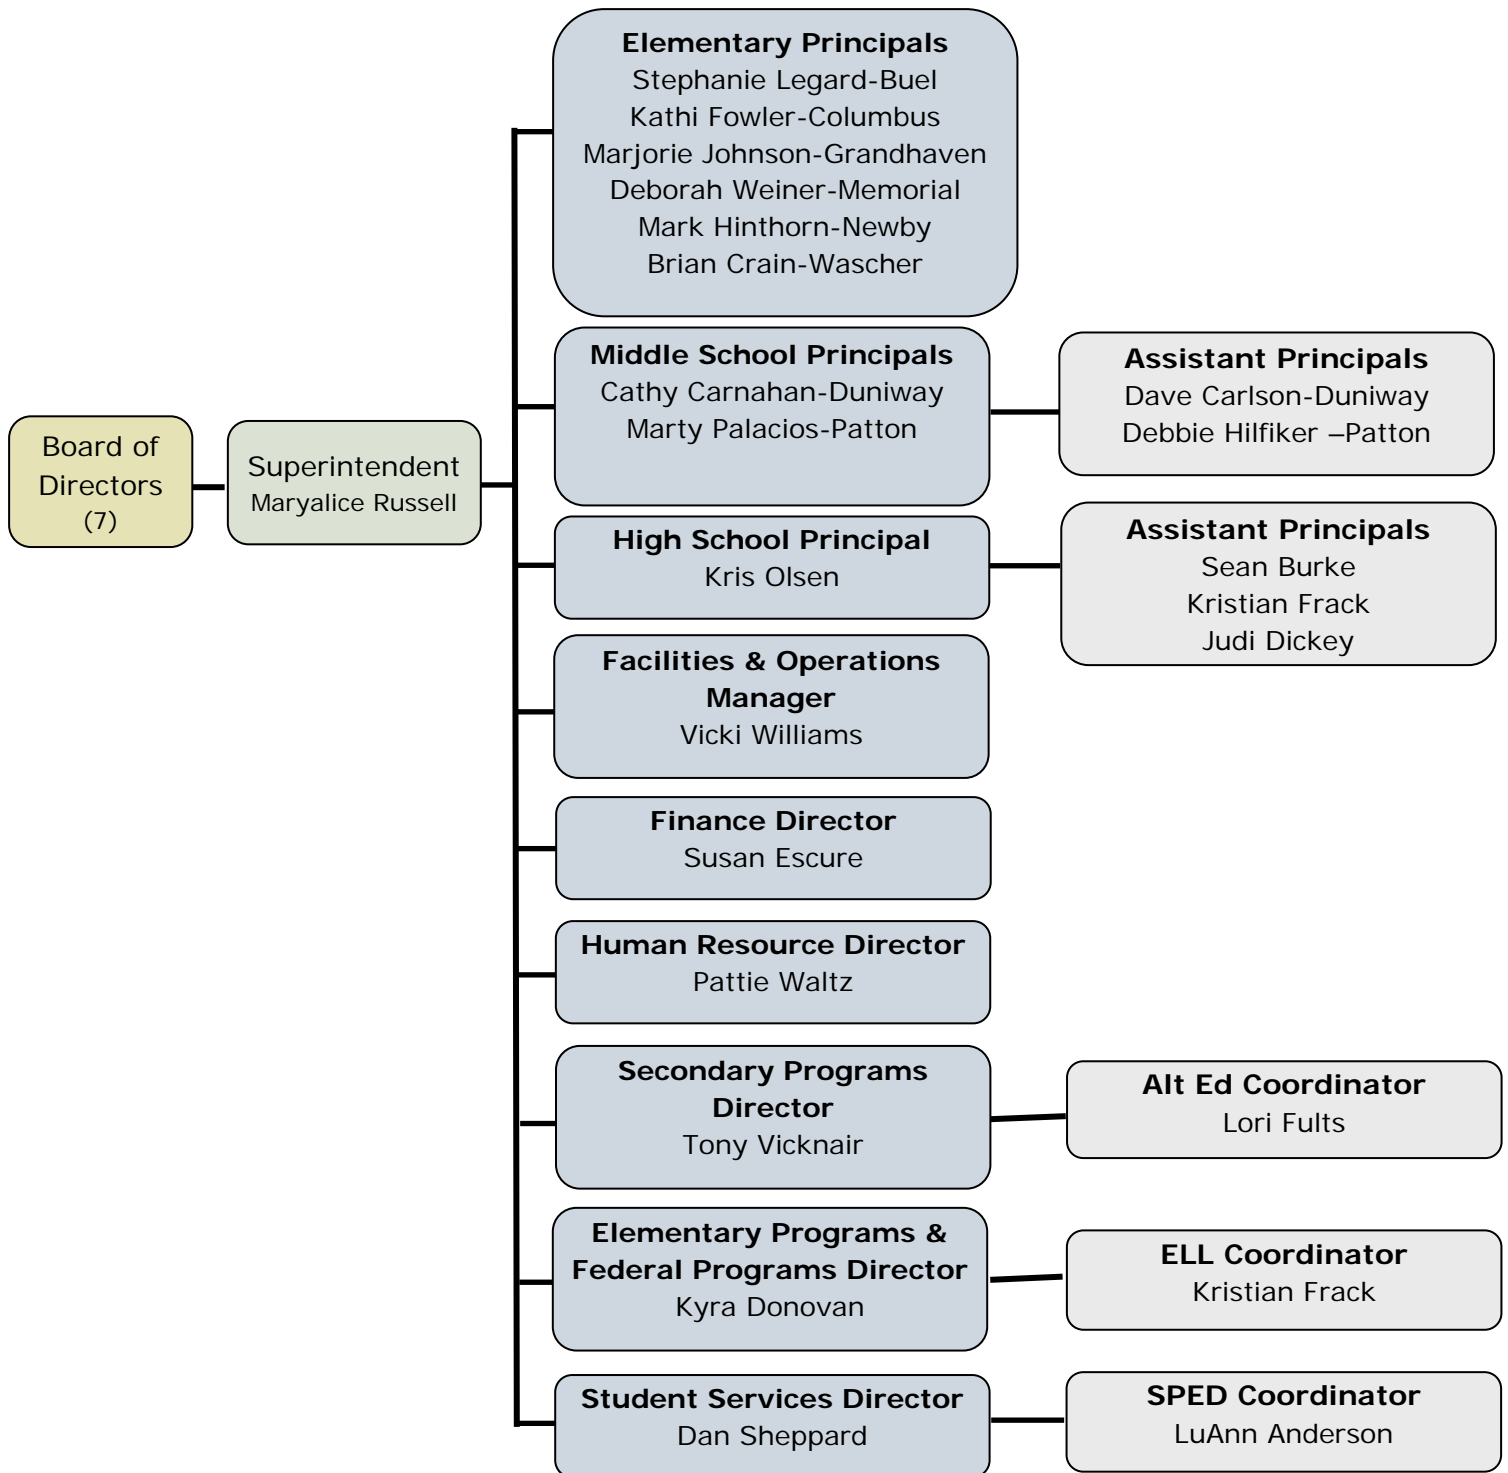 Board of
Directors
(7)
Superintendent
Maryalice Russell
Elementary Principals
Stephanie Legard-Buel
Kathi Fowler-Columbus
Marjorie Johnson-Grandhaven
Deborah Weiner-Memorial
Mark Hinthorn-Newby
Brian Crain-Wascher
Middle School Principals
Cathy Carnahan-Duniway
Marty Palacios-Patton
Assistant Principals
Dave Carlson-Duniway
Debbie Hilfiker –Patton
High School Principal
Kris Olsen
Assistant Principals
Sean Burke
Kristian Frack
Judi Dickey
Facilities & Operations
Manager
Vicki Williams
Finance Director
Susan Escure
Human Resource Director
Pattie Waltz
Secondary Programs
Director
Tony Vicknair
Alt Ed Coordinator
Lori Fults
Elementary Programs &
Federal Programs Director
Kyra Donovan
ELL Coordinator
Kristian Frack
Student Services Director
Dan Sheppard
SPED Coordinator
LuAnn Anderson